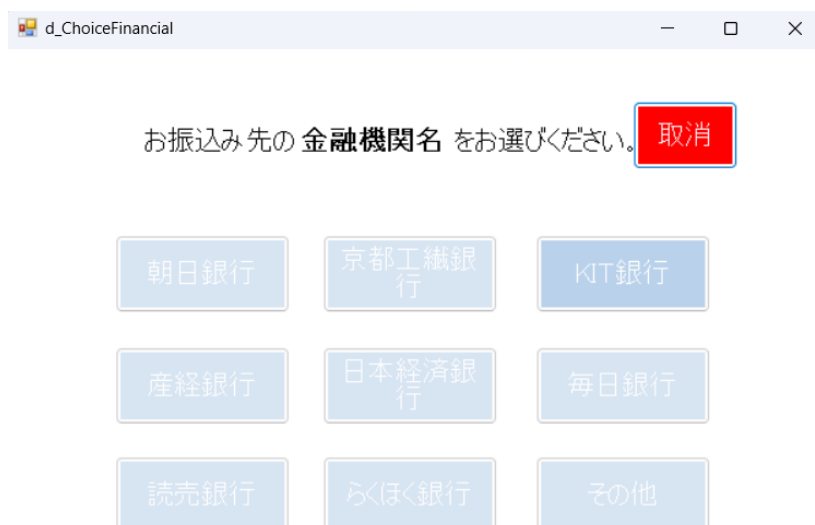 d_ChoiceFinancial
お振込み先の 金融機関名 をお選びください。 取消
朝日銀行
京都工繊銀
行
KIT銀行
産経銀行
日本経済銀
行
毎日銀行
読売銀行
らくほく銀行
その他